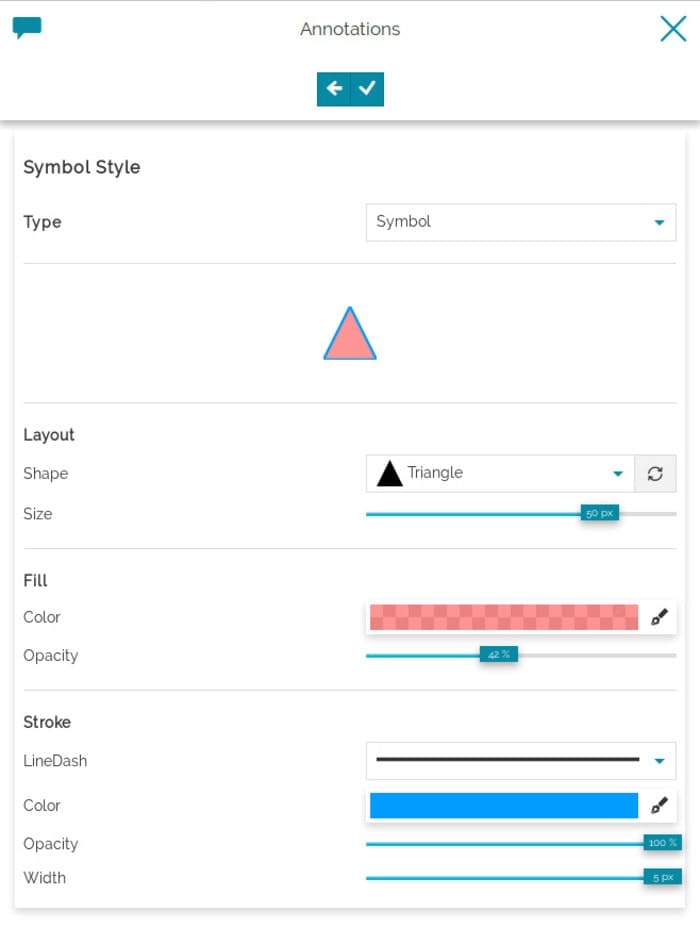 Annotations
Symbol Style
Type
Symbol
Layout
Shape
Triangle
Size
50 px
Fill
Color
Opacity
42 %
Stroke
LineDash
Color
Opacity
100 %
Width
5 px